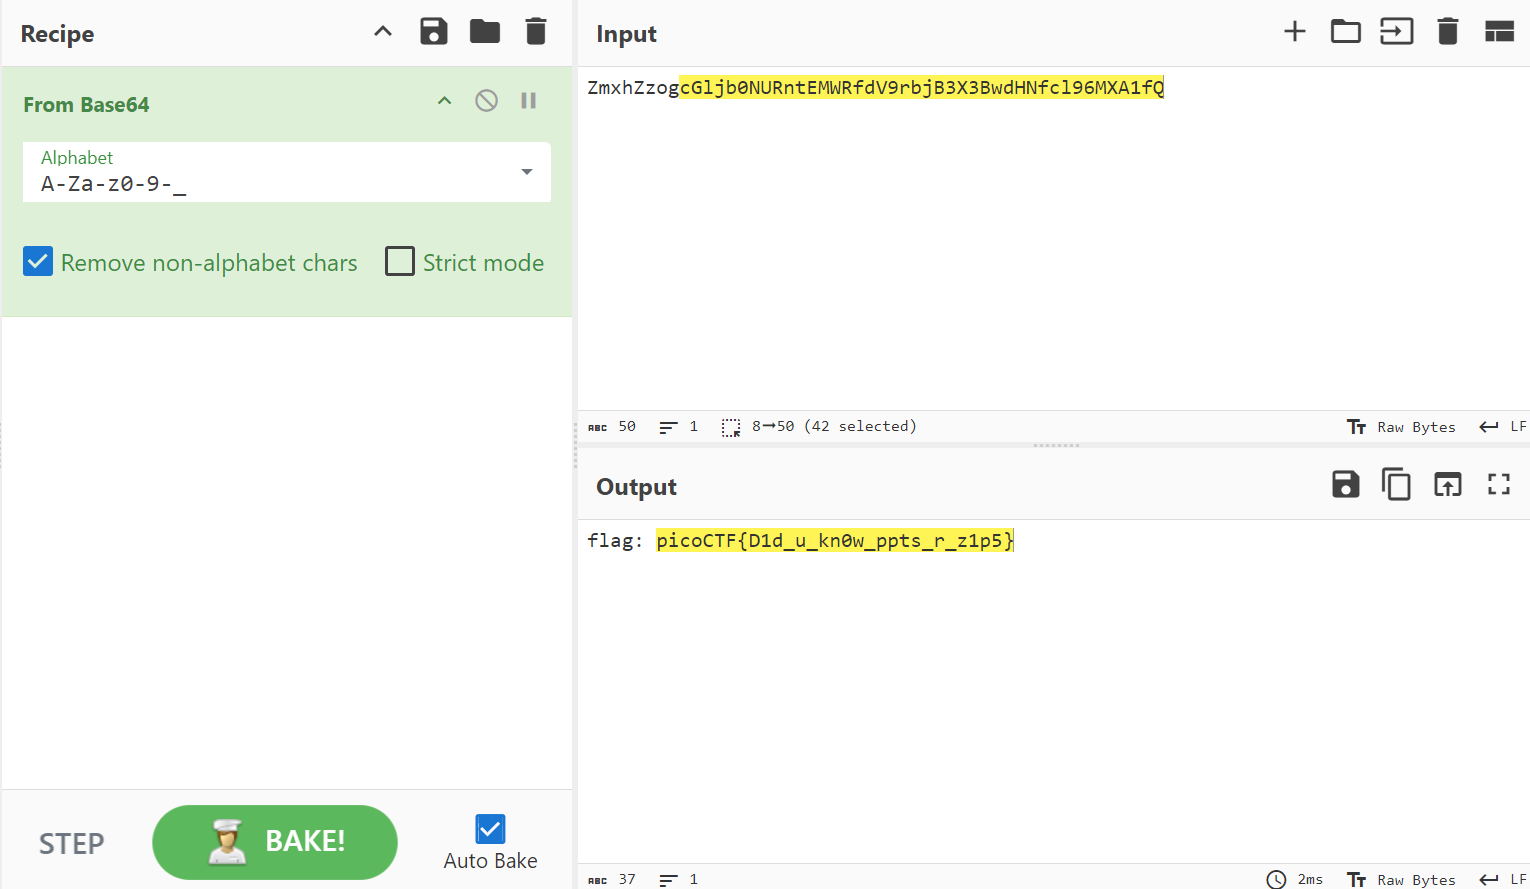 Recipe
From Base64
Alphabet
A-Za-z0-9-_
Remove non-alphabet chars
Strict mode
STEP
BAKE!
Auto Bake
Input
ZmxhZzogcGljb0NURntEMWRfdV9rbjB3X3BwdHNfcl96MXA1fQ
ABC 50 1 8→50 (42 selected) Tт Raw Bytes LF
Output
flag: picoCTF{D1d_u_kn0w_ppts_r_z1p5}
ABC 37 1 2ms Tт Raw Bytes LF